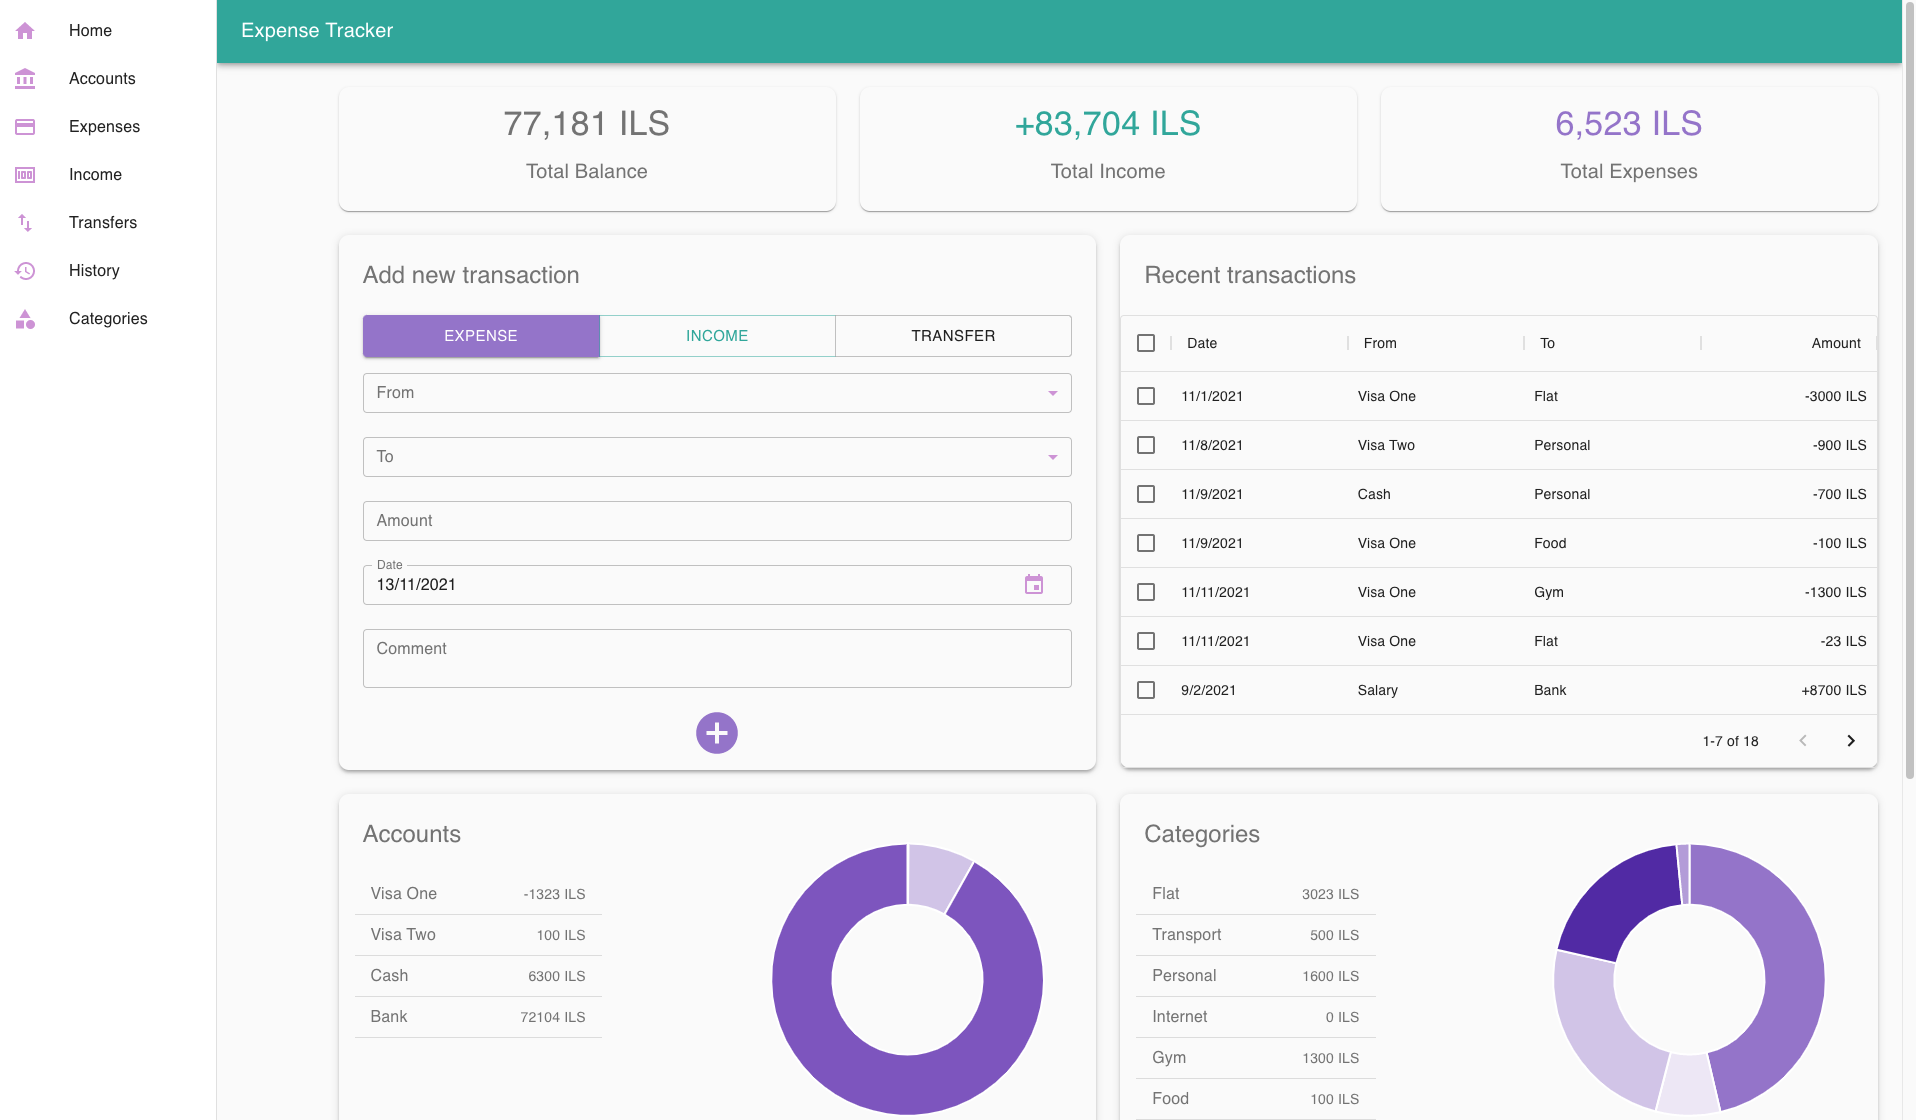 Home
Accounts
Expenses
Income
Transfers
History
Categories
Expense Tracker
77,181 ILS
Total Balance
+83,704 ILS
Total Income
6,523 ILS
Total Expenses
Add new transaction
EXPENSE INCOME TRANSFER
From
To
Amount
Date
13/11/2021
Comment
Recent transactions
Date From To Amount
11/1/2021 Visa One Flat -3000 ILS
11/8/2021 Visa Two Personal -900 ILS
11/9/2021 Cash Personal -700 ILS
11/9/2021 Visa One Food -100 ILS
11/11/2021 Visa One Gym -1300 ILS
11/11/2021 Visa One Flat -23 ILS
9/2/2021 Salary Bank +8700 ILS
1-7 of 18
Accounts
Visa One -1323 ILS
Visa Two 100 ILS
Cash 6300 ILS
Bank 72104 ILS
Categories
Flat 3023 ILS
Transport 500 ILS
Personal 1600 ILS
Internet 0 ILS
Gym 1300 ILS
Food 100 ILS